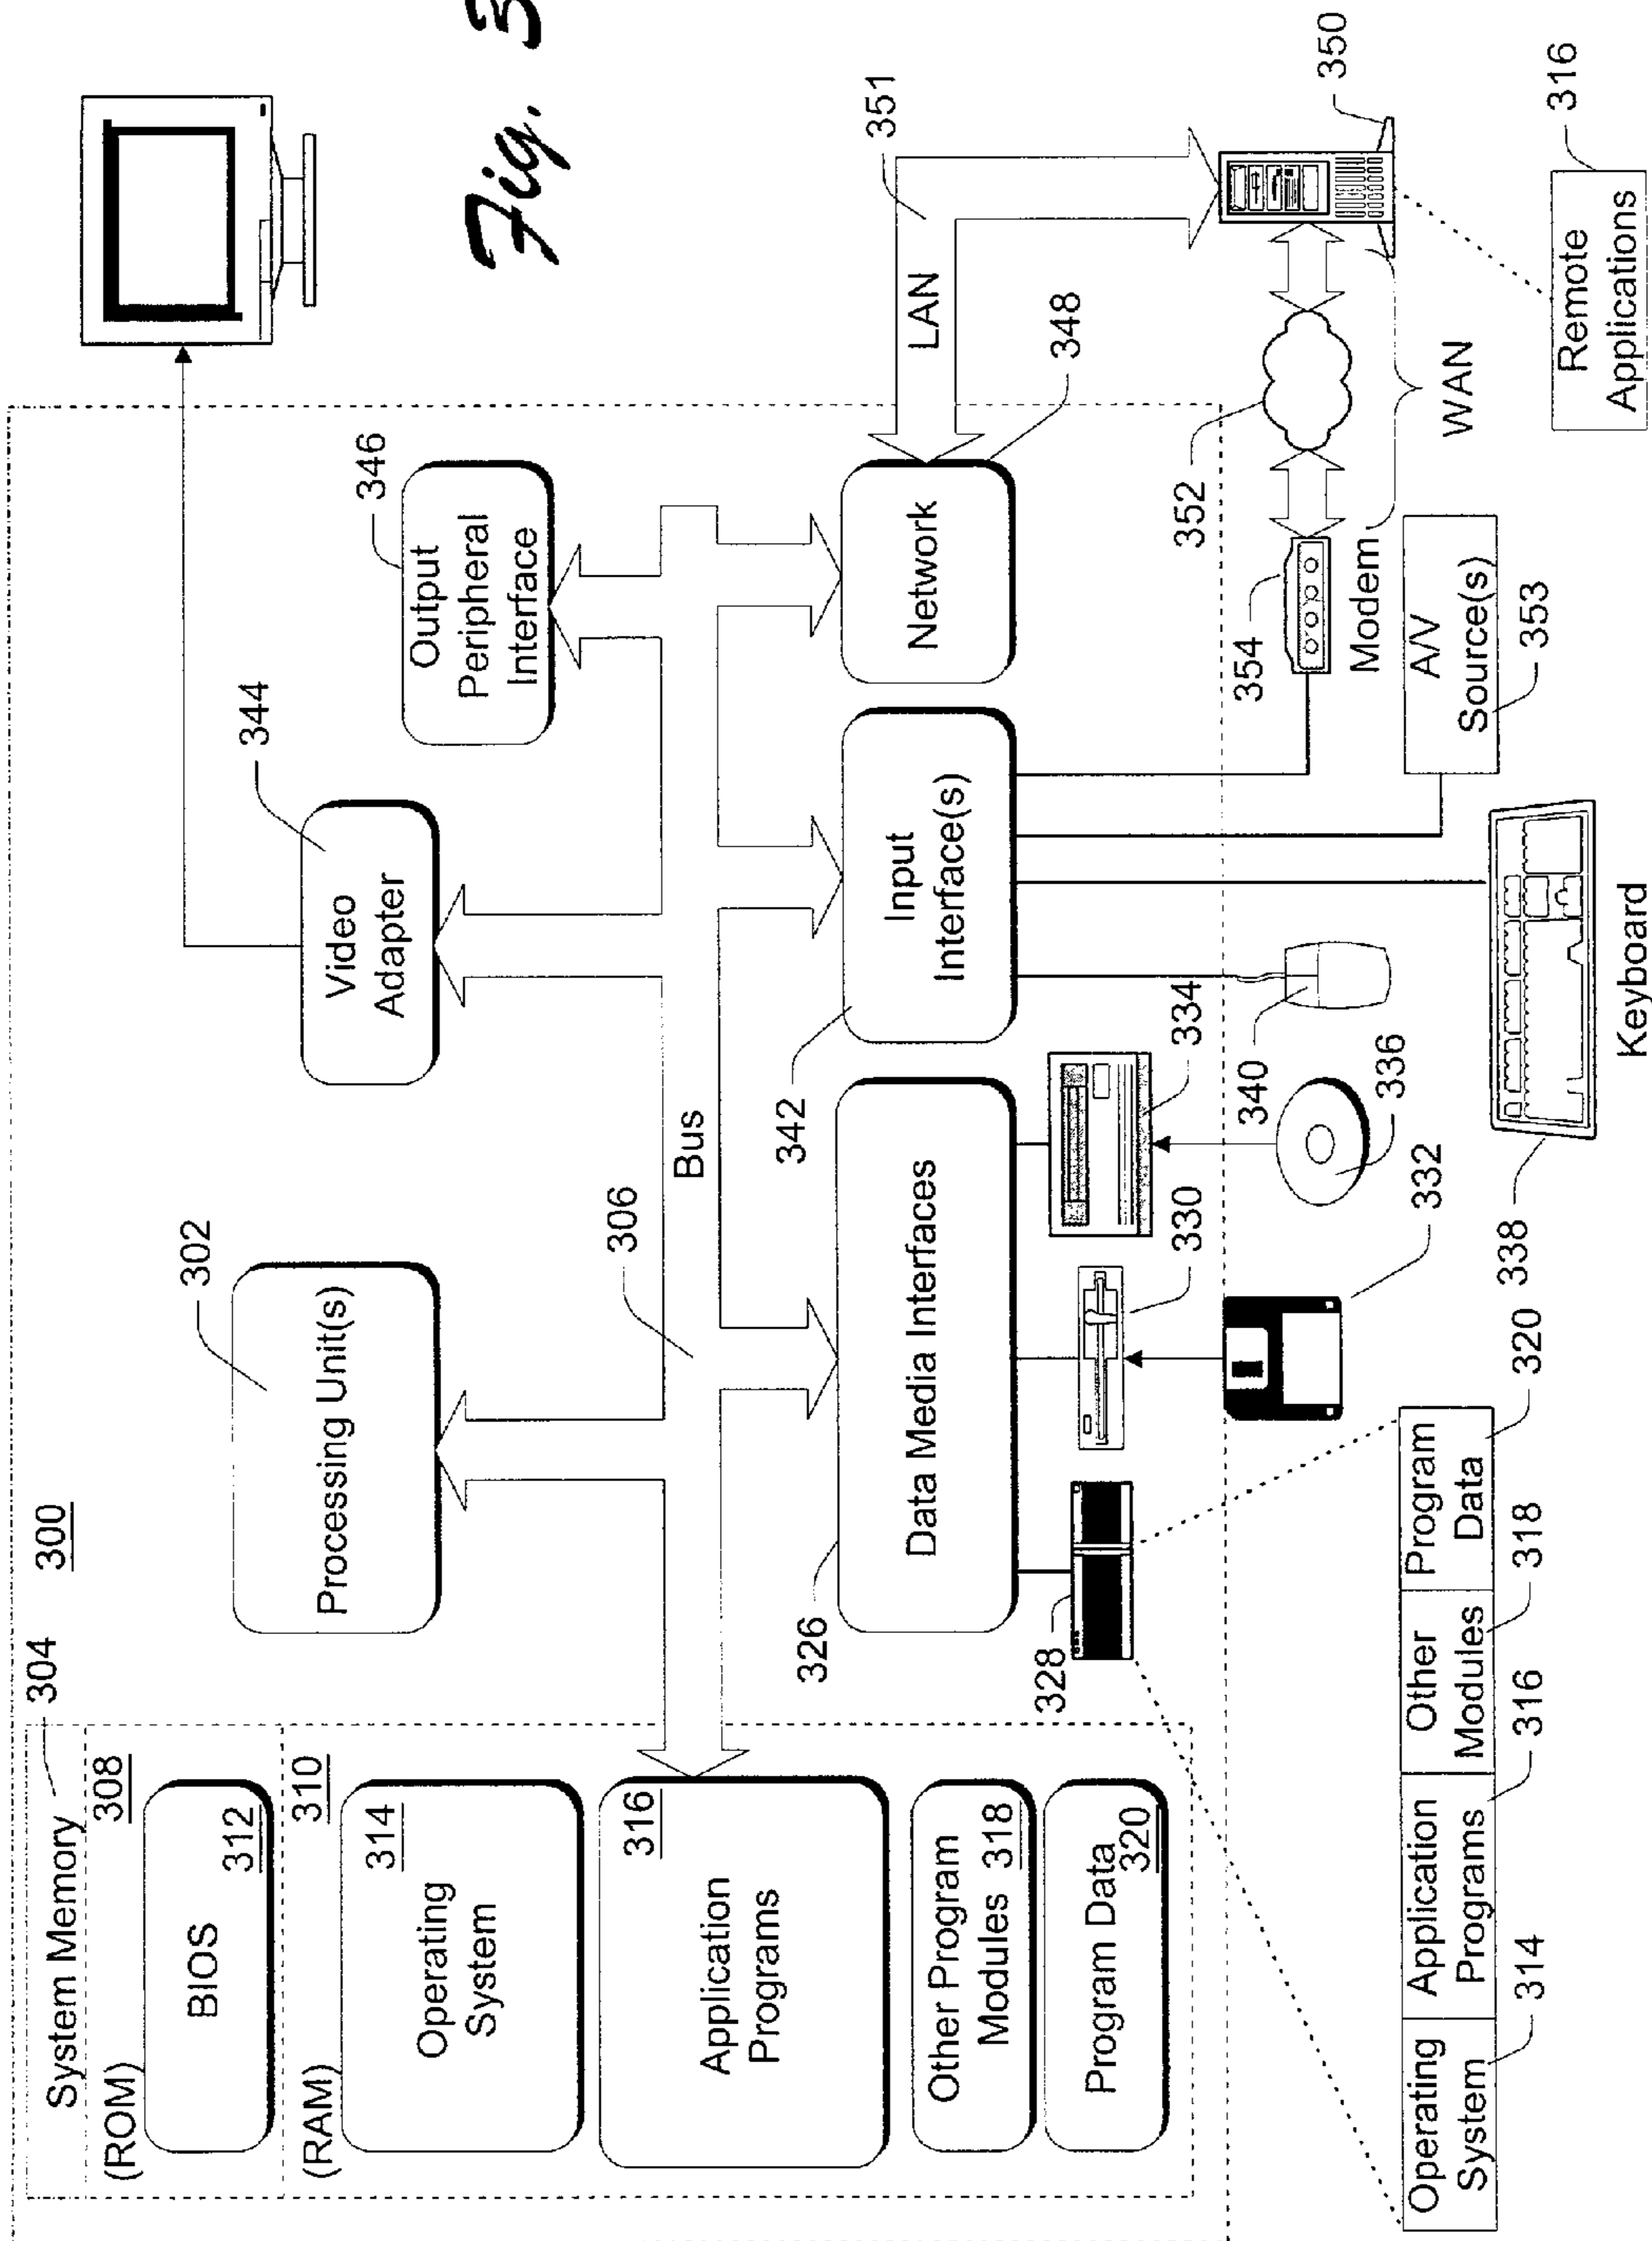 Fig. 3
300
System Memory
304
(ROM)
308
BIOS
312
(RAM)
310
Operating
System
314
Application
Programs
316
Other Program
Modules 318
Program Data
320
Processing Unit(s)
302
Video
Adapter
344
Output
Peripheral
Interface
346
306
Bus
Data Media Interfaces
326
Input
Interface(s)
342
Network
348
LAN
351
328
330
334
332
336
340
338
Keyboard
354
Modem
352
WAN
350
A/V
Source(s)
353
Remote
Applications
316
Operating
System
314
Application
Programs
316
Other
Modules
318
Program
Data
320